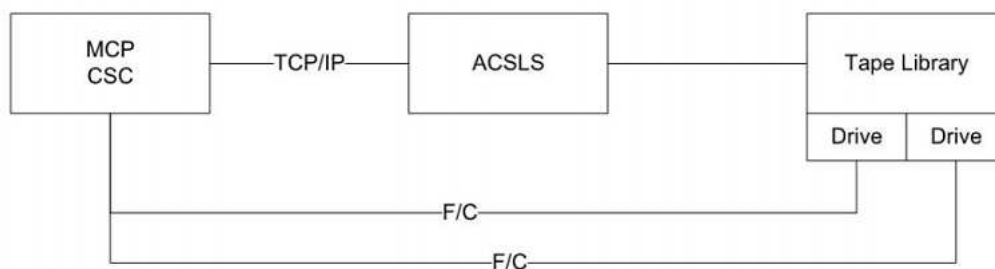 MCP
CSC
TCP/IP
ACSLS
Tape Library
Drive
Drive
F/C
F/C